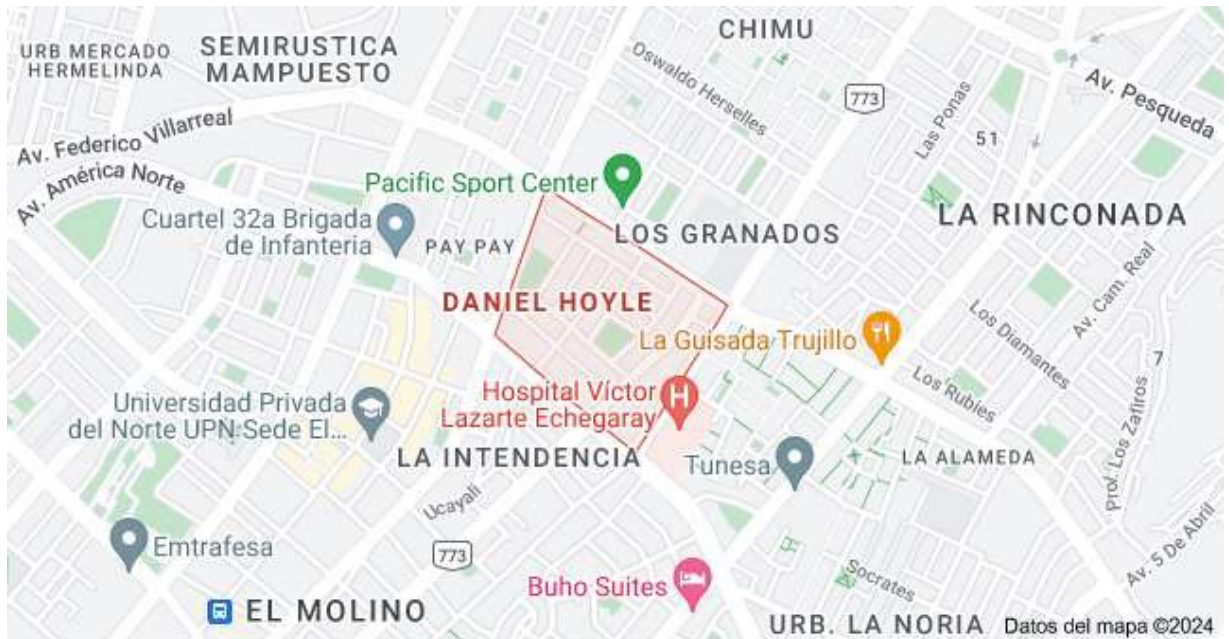 URB MERCADO
HERMELINDA
SEMIRUSTICA
MAMPUESTO
CHIMU
Oswaldo Herselles
773
Av. Pesqueda
Las Ponas
51
Av. Federico Villarreal
Av. América Norte
Pacific Sport Center
Cuartel 32a Brigada
de Infanteria
PAY PAY
LOS GRANADOS
LA RINCONADA
DANIEL HOYLE
Av. Cam. Real
Los Diamantes
La Guisada Trujillo
7
Los Rubies
Hospital Víctor
Lazarte Echegaray
H
Universidad Privada
del Norte UPN Sede El...
LA INTENDENCIA
Tunesa
LA ALAMEDA
Prol. Los Zafiros
Ucayali
Emtrafesa
773
Buho Suites
Socrates
Av. 5 De Abril
EL MOLINO
URB. LA NORIA
Datos del mapa ©2024